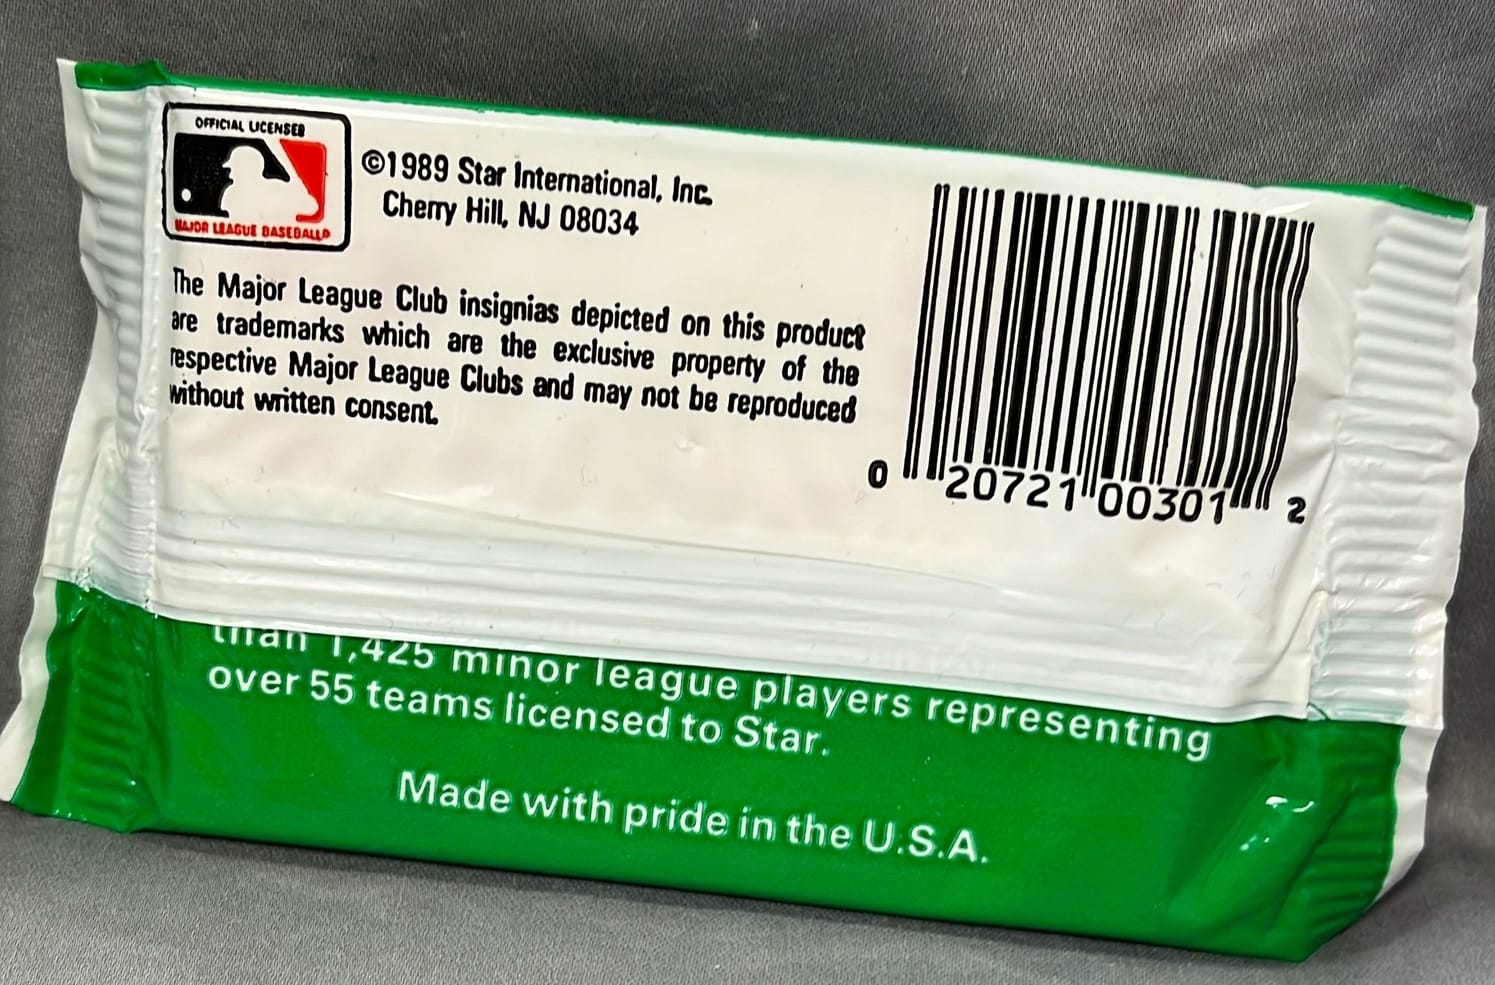 OFFICIAL LICENSEE
MAJOR LEAGUE BASEBALL®
©1989 Star International, Inc.
Cherry Hill, NJ 08034
The Major League Club insignias depicted on this product
are trademarks which are the exclusive property of the
respective Major League Clubs and may not be reproduced
without written consent.
0 20721 00301 2
than 1,425 minor league players representing
over 55 teams licensed to Star.
Made with pride in the U.S.A.